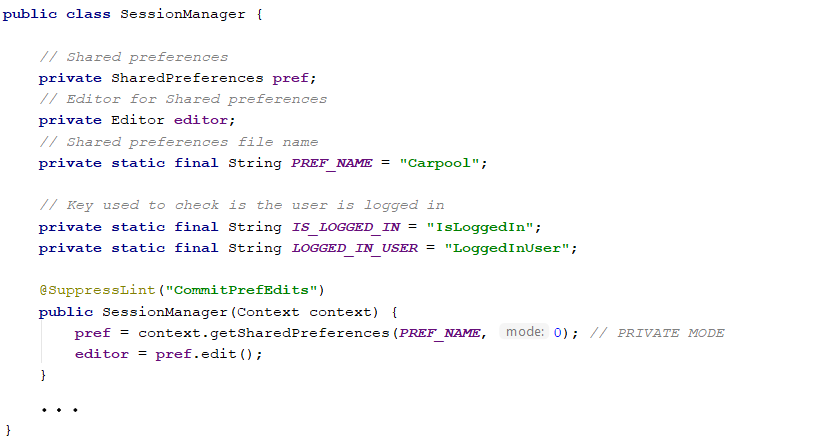 public class SessionManager {
// Shared preferences
private SharedPreferences pref;
// Editor for Shared preferences
private Editor editor;
// Shared preferences file name
private static final String PREF_NAME = "Carpool";
// Key used to check is the user is logged in
private static final String IS_LOGGED_IN = "IsLoggedIn";
private static final String LOGGED_IN_USER = "LoggedInUser";
@SuppressLint("CommitPrefEdits")
public SessionManager(Context context) {
pref = context.getSharedPreferences(PREF_NAME, mode: 0); // PRIVATE MODE
editor = pref.edit();
}
...
}